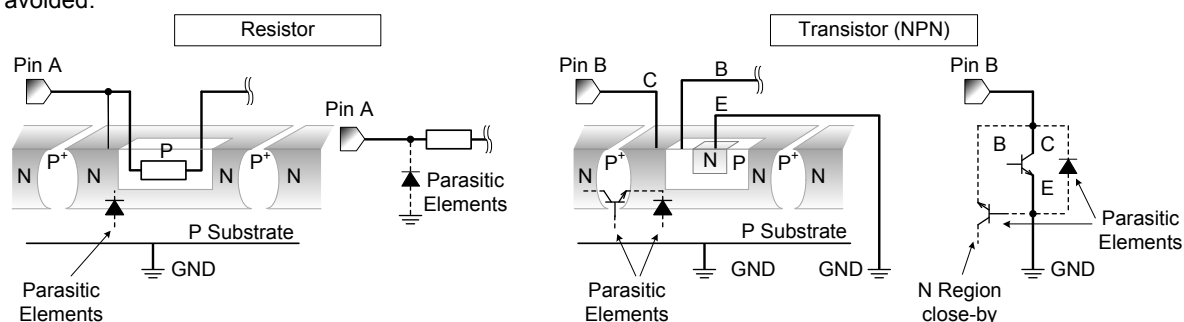 avoided.
Resistor
Transistor (NPN)
Pin A
Pin A
P
N
P+
N
P+
N
N
Parasitic
Elements
P Substrate
GND
Parasitic
Elements
Pin B
C
B
E
N
P+
N
N
P
P+
N
N
P Substrate
GND
GND
Parasitic
Elements
Pin B
B
C
E
Parasitic
Elements
GND
N Region
close-by